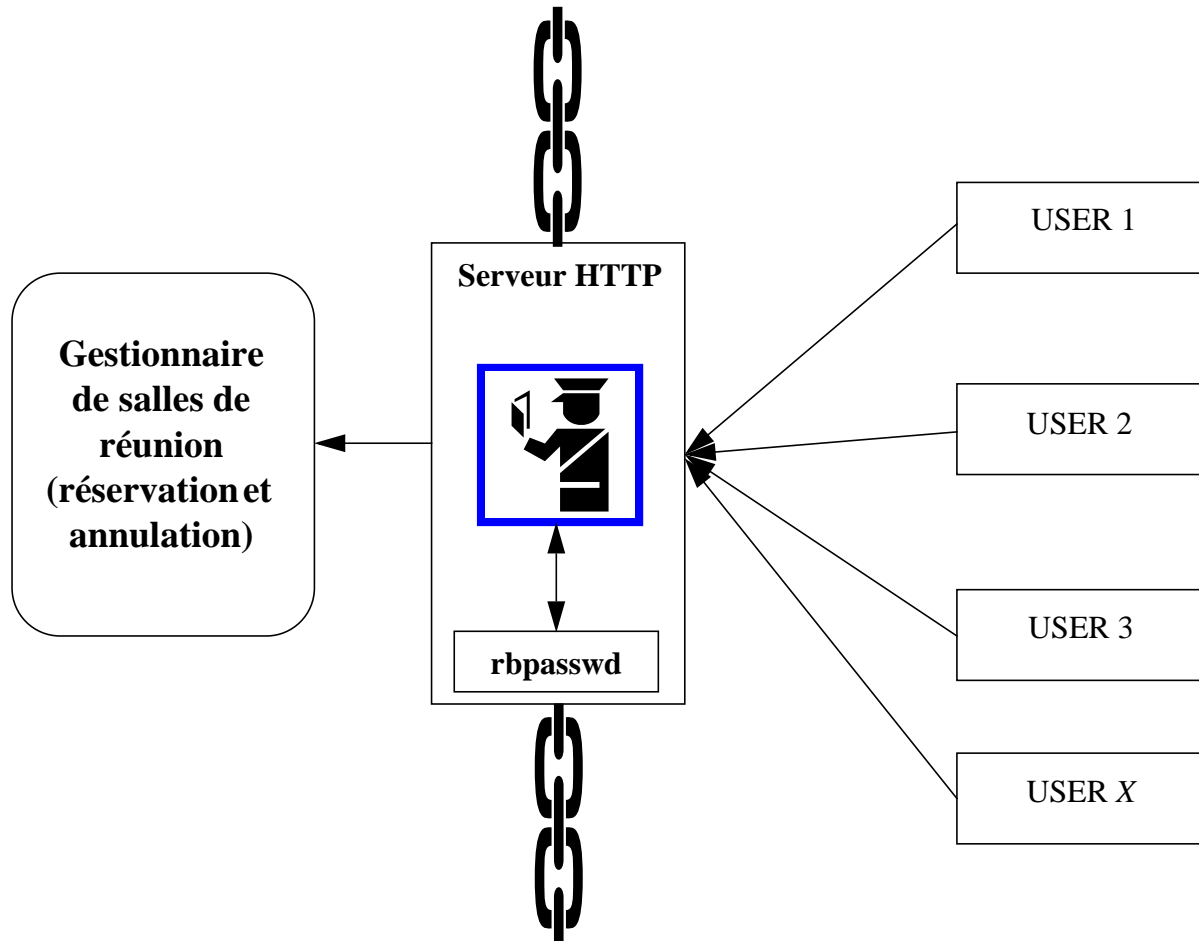 Serveur HTTP
Gestionnaire
de salles de
réunion
(réservation et
annulation)
rbpasswd
USER 1
USER 2
USER 3
USER X